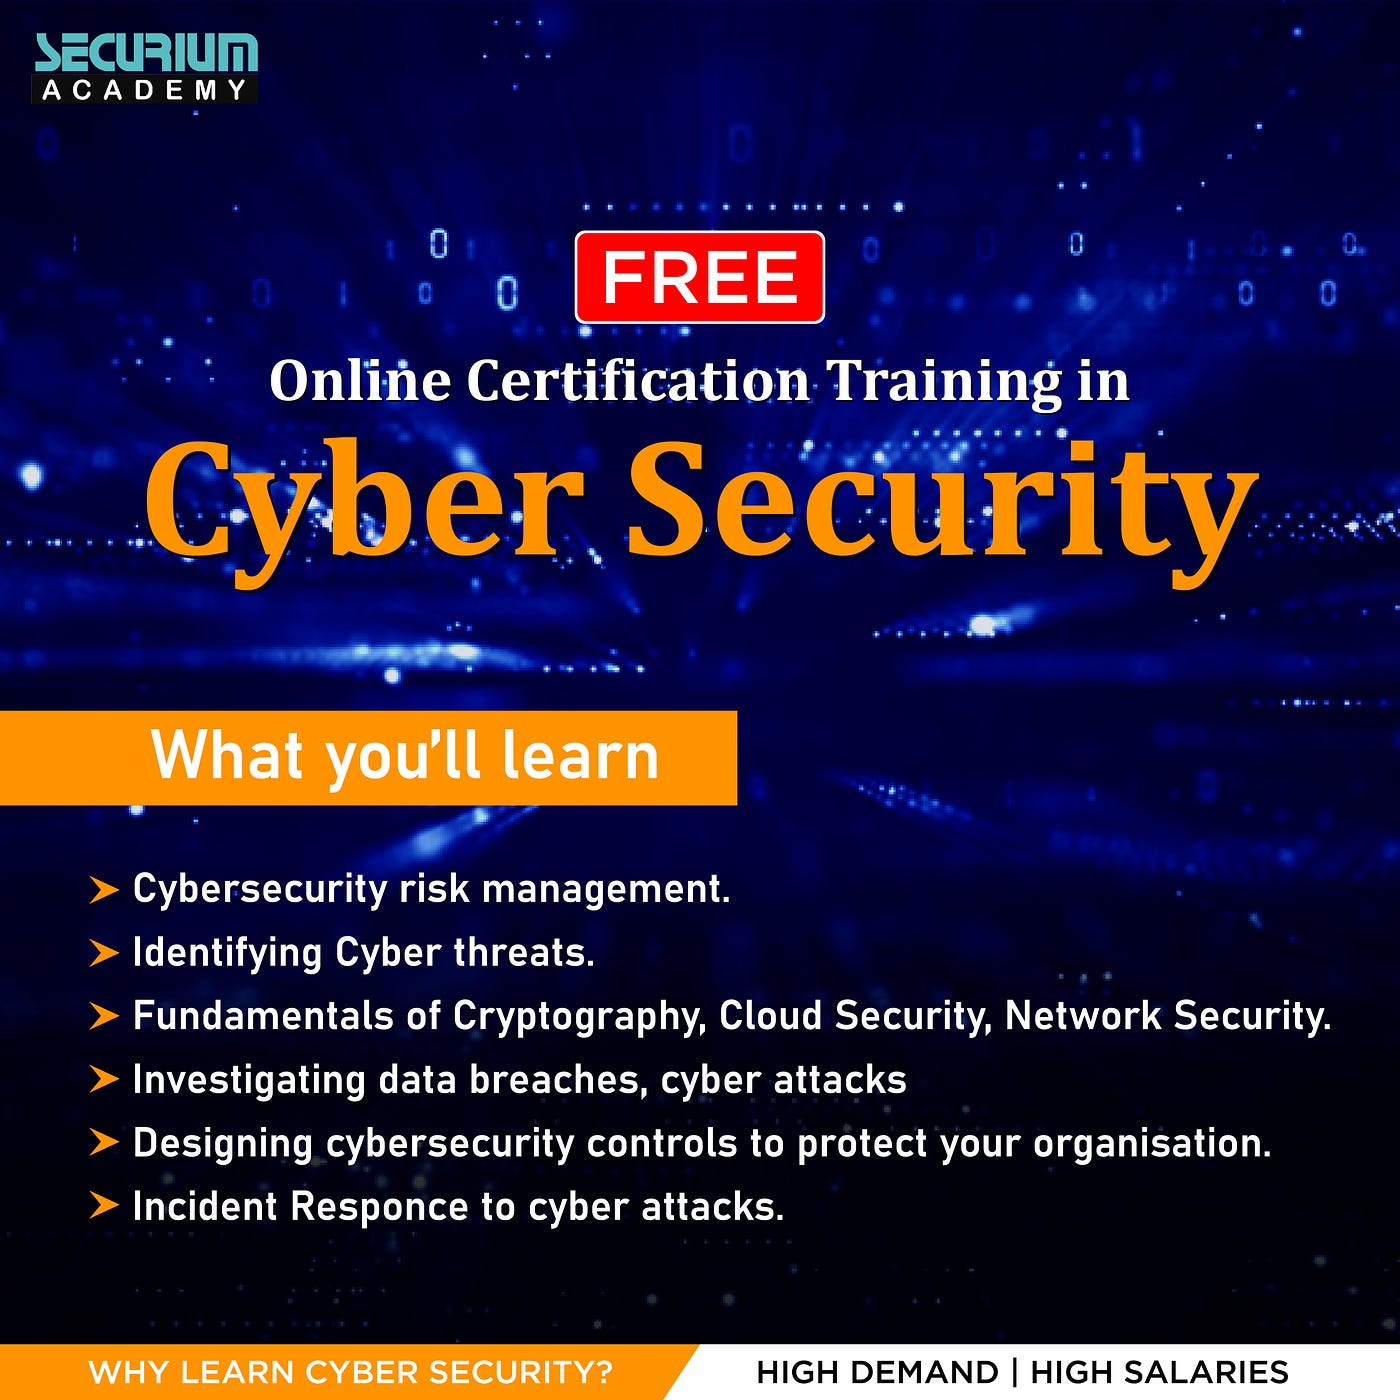 SECURIUM
ACADEMY
FREE
Online Certification Training in
Cyber Security
What you'll learn
Cybersecurity risk management.
Identifying Cyber threats.
Fundamentals of Cryptography, Cloud Security, Network Security.
Investigating data breaches, cyber attacks
Designing cybersecurity controls to protect your organisation.
Incident Responce to cyber attacks.
WHY LEARN CYBER SECURITY?
HIGH DEMAND | HIGH SALARIES